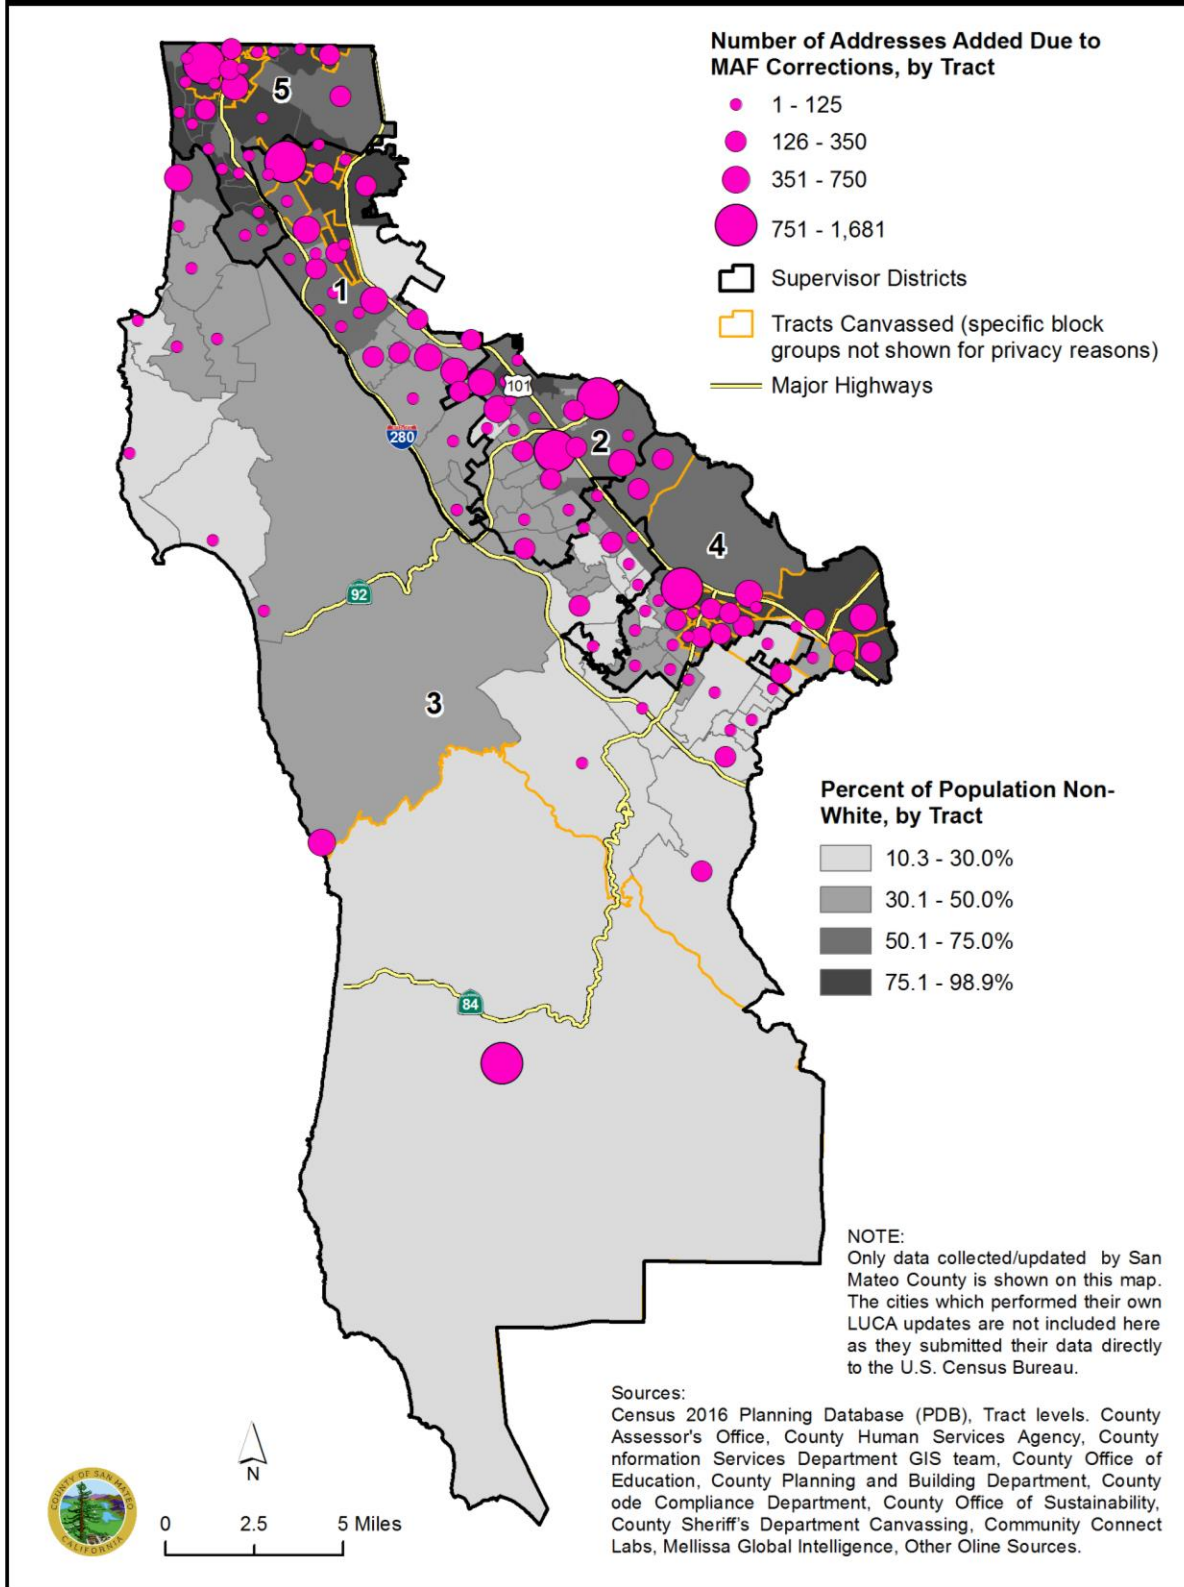 Number of Addresses Added Due to
MAF Corrections, by Tract
1 - 125
126 - 350
351 - 750
751 - 1,681
Supervisor Districts
Tracts Canvassed (specific block
groups not shown for privacy reasons)
Major Highways
5
1
101
2
280
4
92
3
84
Percent of Population Non-
White, by Tract
10.3 - 30.0%
30.1 - 50.0%
50.1 - 75.0%
75.1 - 98.9%
NOTE:
Only data collected/updated by San
Mateo County is shown on this map.
The cities which performed their own
LUCA updates are not included here
as they submitted their data directly
to the U.S. Census Bureau.
Sources:
Census 2016 Planning Database (PDB), Tract levels. County
Assessor's Office, County Human Services Agency, County
nformation Services Department GIS team, County Office of
Education, County Planning and Building Department, County
ode Compliance Department, County Office of Sustainability,
County Sheriff's Department Canvassing, Community Connect
Labs, Mellissa Global Intelligence, Other Oline Sources.
N
0 2.5 5 Miles
COUNTY OF SAN MATEO
CALIFORNIA